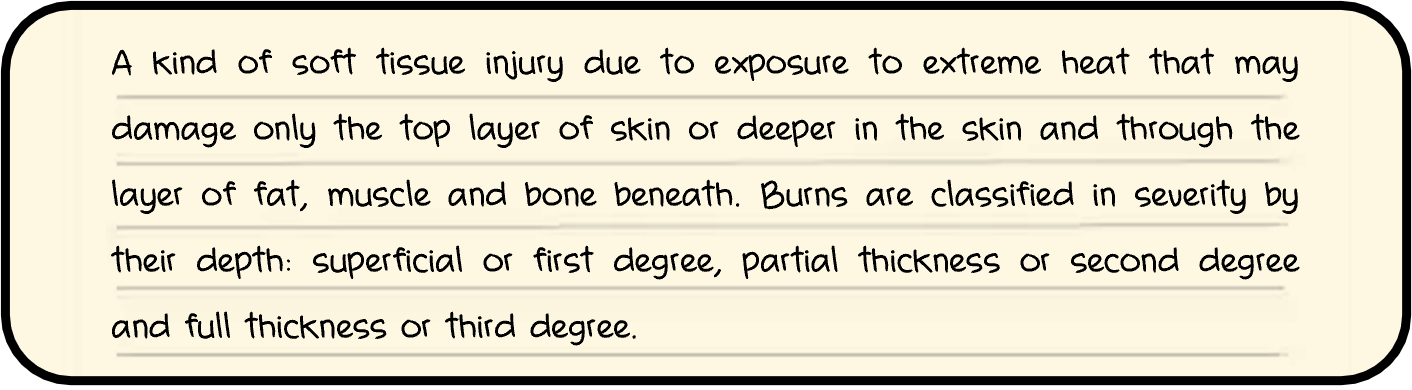 A kind of soft tissue injury due to exposure to extreme heat that may
damage only the top layer of skin or deeper in the skin and through the
layer of fat, muscle and bone beneath. Burns are classified in severity by
their depth: superficial or first degree, partial thickness or second degree
and full thickness or third degree.